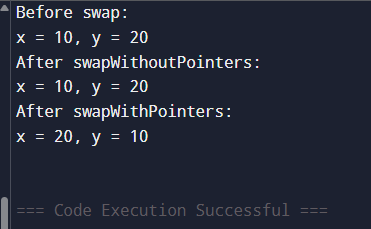 Before swap:
x = 10, y = 20
After swapWithoutPointers:
x = 10, y = 20
After swapWithPointers:
x = 20, y = 10
=== Code Execution Successful ===